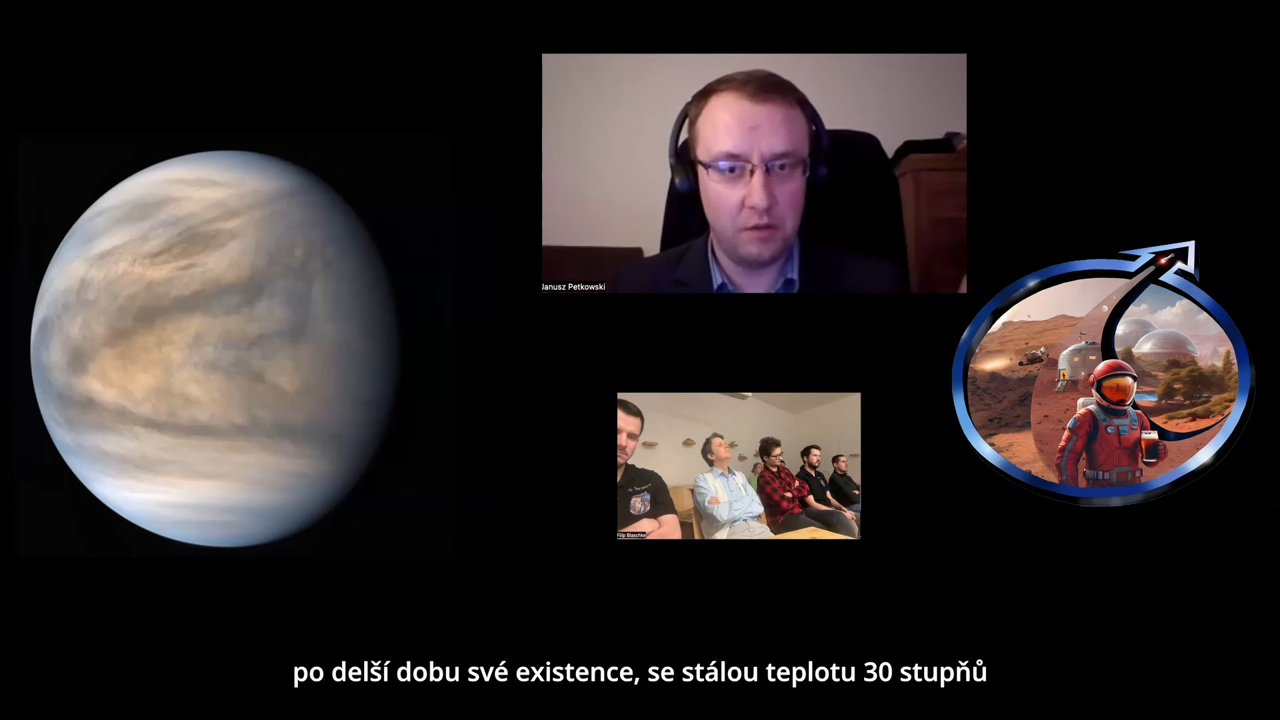 Janusz Petkowski
Filip Blaschke
po delší dobu své existence, se stálou teplotu 30 stupňů